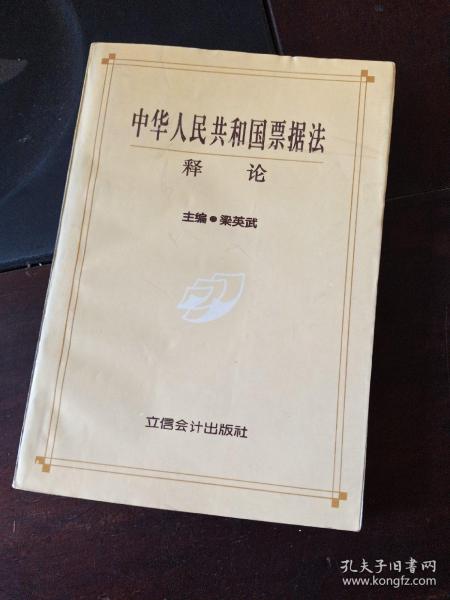 中华人民共和国票据法
释 论
主编●梁英武
立信会计出版社
孔夫子旧书网
www.kongfz.com